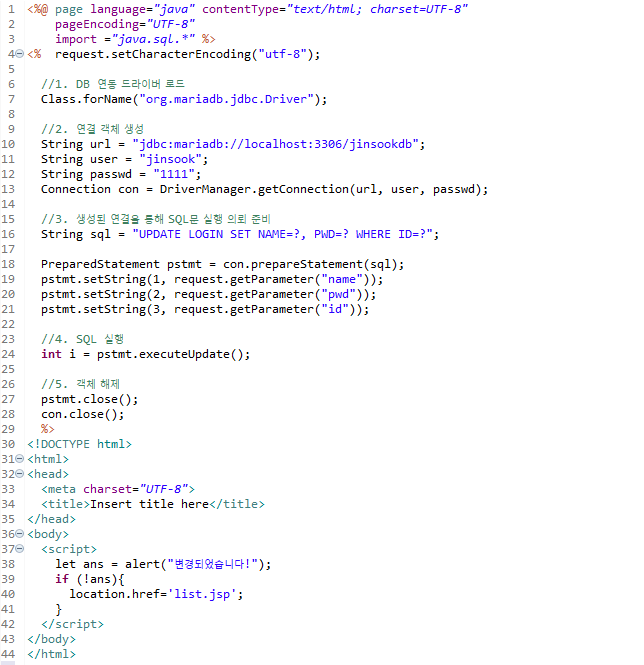 1 <%@ page language="java" contentType="text/html; charset=UTF-8"
2     pageEncoding="UTF-8"
3     import ="java.sql.*" %>
4 <%  request.setCharacterEncoding("utf-8");
5
6   //1. DB 연동 드라이버 로드
7   Class.forName("org.mariadb.jdbc.Driver");
8
9   //2. 연결 객체 생성
10   String url = "jdbc:mariadb://localhost:3306/jinsookdb";
11   String user = "jinsook";
12   String passwd = "1111";
13   Connection con = DriverManager.getConnection(url, user, passwd);
14
15   //3. 생성된 연결을 통해 SQL문 실행 의뢰 준비
16   String sql = "UPDATE LOGIN SET NAME=?, PWD=? WHERE ID=?";
17
18   PreparedStatement pstmt = con.prepareStatement(sql);
19   pstmt.setString(1, request.getParameter("name"));
20   pstmt.setString(2, request.getParameter("pwd"));
21   pstmt.setString(3, request.getParameter("id"));
22
23   //4. SQL 실행
24   int i = pstmt.executeUpdate();
25
26   //5. 객체 해제
27   pstmt.close();
28   con.close();
29   %>
30 <!DOCTYPE html>
31 <html>
32 <head>
33   <meta charset="UTF-8">
34   <title>Insert title here</title>
35 </head>
36 <body>
37   <script>
38     let ans = alert("변경되었습니다!");
39     if (!ans){
40       location.href='list.jsp';
41     }
42   </script>
43 </body>
44 </html>